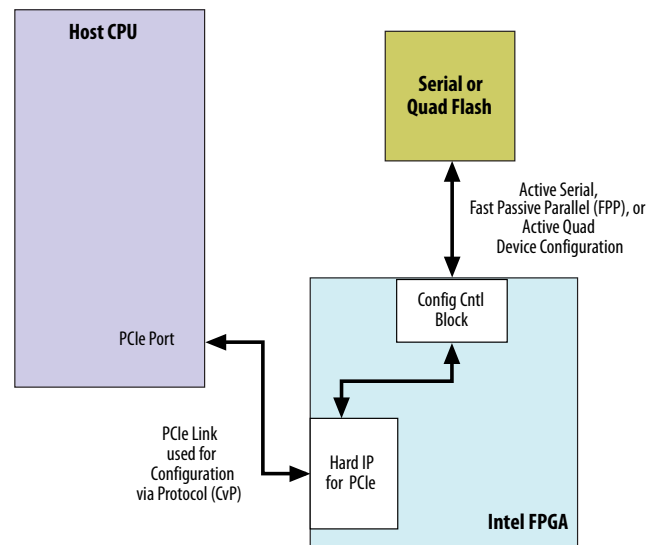 Host CPU
Serial or
Quad Flash
Active Serial,
Fast Passive Parallel (FPP), or
Active Quad
Device Configuration
Config Cntl
Block
PCIe Port
PCIe Link
used for
Configuration
via Protocol (CvP)
Hard IP
for PCIe
Intel FPGA